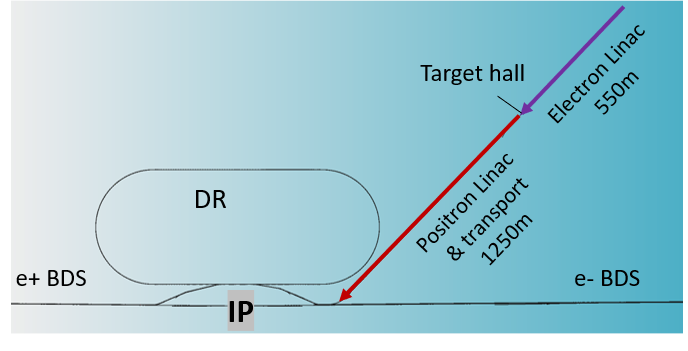 Target hall
Electron Linac
550m
Positron Linac
& transport
1250m
DR
e+ BDS
e- BDS
IP